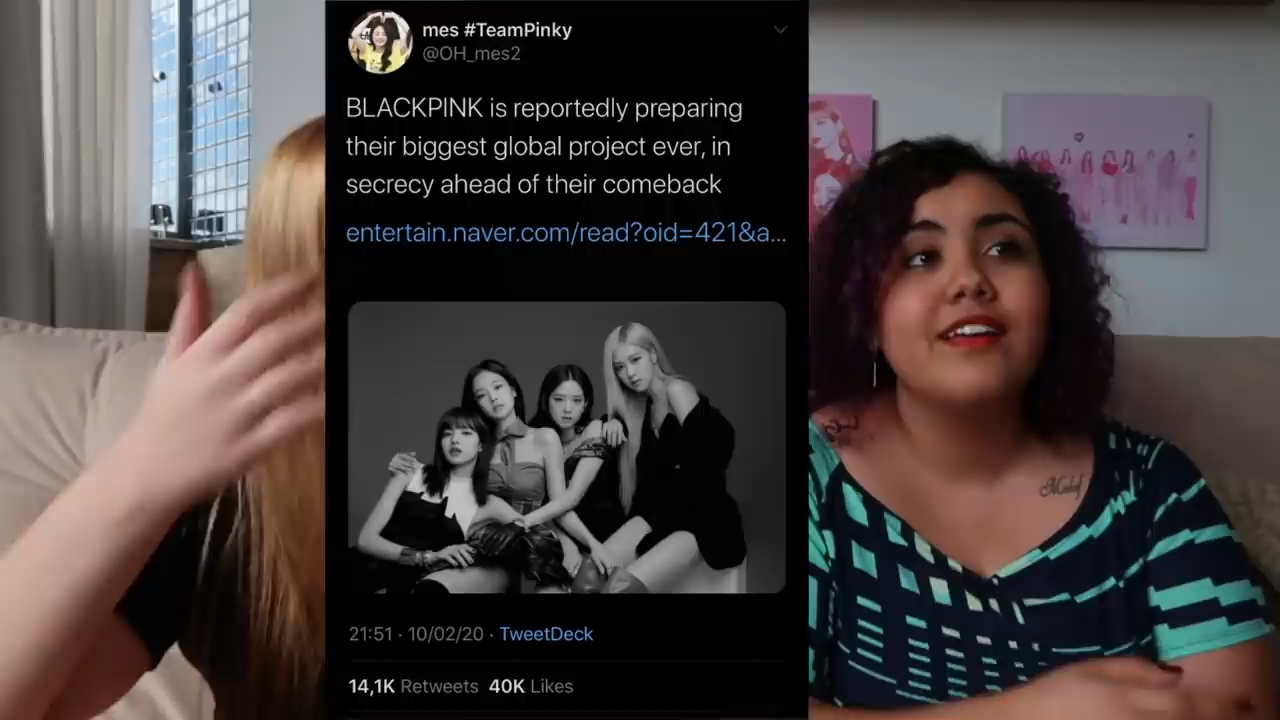 mes #TeamPinky
@OH_mes2
BLACKPINK is reportedly preparing
their biggest global project ever, in
secrecy ahead of their comeback
entertain.naver.com/read?oid=421&a...
21:51 · 10/02/20 · TweetDeck
14,1K Retweets 40K Likes